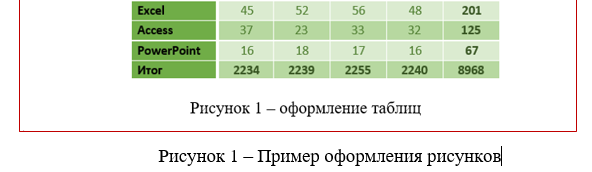 Excel 45 52 56 48 201
Access 37 23 33 32 125
PowerPoint 16 18 17 16 67
Итог 2234 2239 2255 2240 8968
Рисунок 1 – оформление таблиц
Рисунок 1 – Пример оформления рисунков